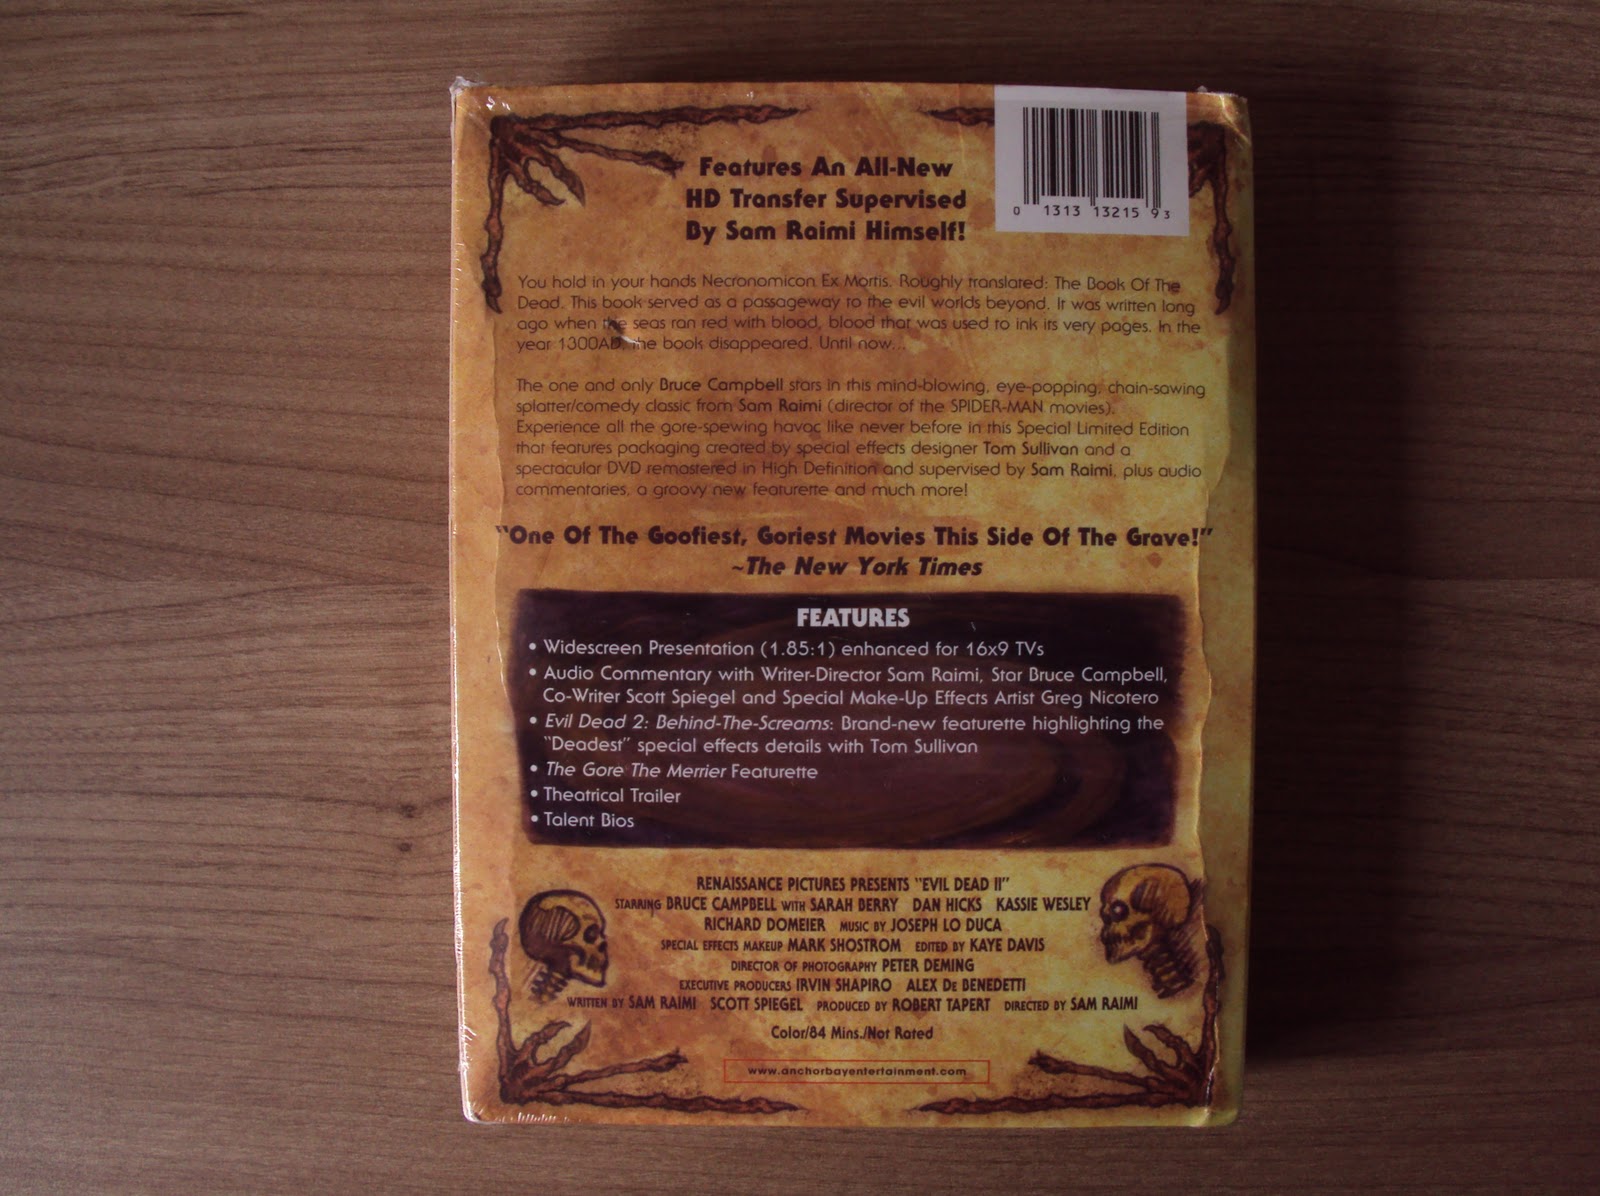 Features An All-New
HD Transfer Supervised
By Sam Raimi Himself!
0 1313 13215 9 3
You hold in your hands Necronomicon Ex Mortis. Roughly translated: The Book Of The
Dead. This book served as a passageway to the evil worlds beyond. It was written long
ago when the seas ran red with blood, blood that was used to ink its very pages. In the
year 1300AD, the book disappeared. Until now...
The one and only Bruce Campbell stars in this mind-blowing, eye-popping, chain-sawing
splatter/comedy classic from Sam Raimi (director of the SPIDER-MAN movies).
Experience all the gore-spewing havoc like never before in this Special Limited Edition
that features packaging created by special effects designer Tom Sullivan and a
spectacular DVD remastered in High Definition and supervised by Sam Raimi, plus audio
commentaries, a groovy new featurette and much more!
"One Of The Goofiest, Goriest Movies This Side Of The Grave!"
~The New York Times
FEATURES
• Widescreen Presentation (1.85:1) enhanced for 16x9 TVs
• Audio Commentary with Writer-Director Sam Raimi, Star Bruce Campbell,
Co-Writer Scott Spiegel and Special Make-Up Effects Artist Greg Nicotero
• Evil Dead 2: Behind-The-Screams: Brand-new featurette highlighting the
"Deadest" special effects details with Tom Sullivan
• The Gore The Merrier Featurette
• Theatrical Trailer
• Talent Bios
RENAISSANCE PICTURES PRESENTS "EVIL DEAD II"
STARRING BRUCE CAMPBELL WITH SARAH BERRY DAN HICKS KASSIE WESLEY
RICHARD DOMEIER MUSIC BY JOSEPH LO DUCA
SPECIAL EFFECTS MAKEUP MARK SHOSTROM EDITED BY KAYE DAVIS
DIRECTOR OF PHOTOGRAPHY PETER DEMING
EXECUTIVE PRODUCERS IRVIN SHAPIRO ALEX DE BENEDETTI
WRITTEN BY SAM RAIMI SCOTT SPIEGEL PRODUCED BY ROBERT TAPERT DIRECTED BY SAM RAIMI
Color/84 Mins./Not Rated
www.anchorbayentertainment.com